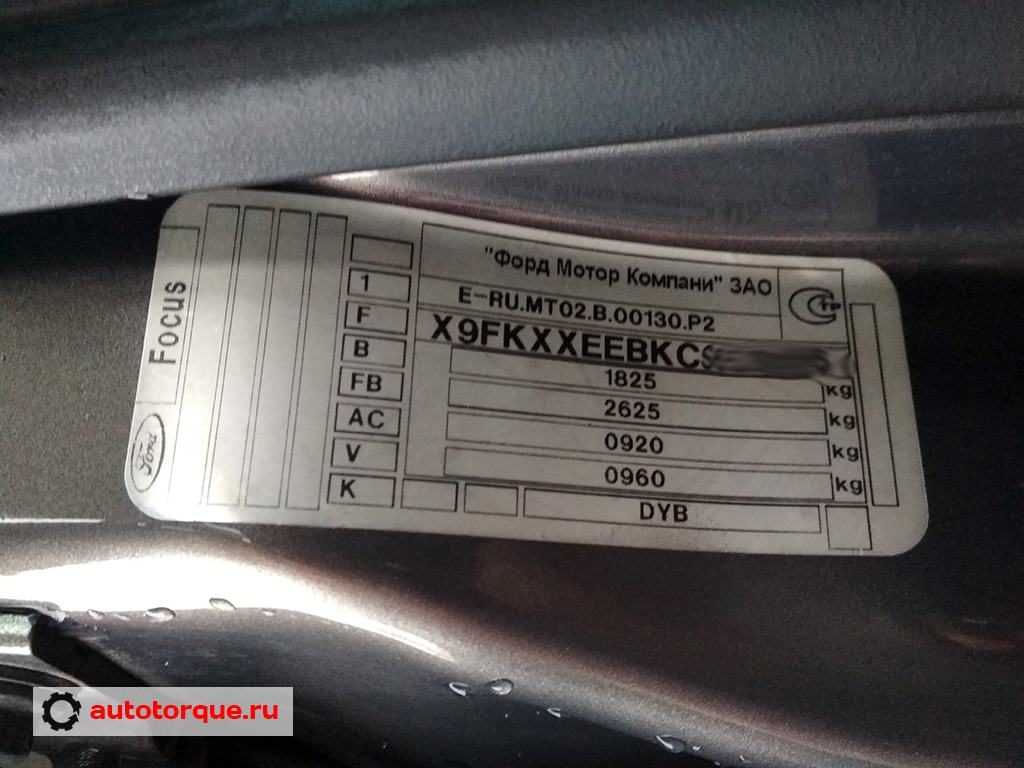 "Форд Мотор Компани" ЗАО
E-RU.MT02.B.00130.P2
X9FKXXEEBKC
1 1825 kg
F 2625 kg
B 0920 kg
FB 0960 kg
AC
V
K DYB
Focus
Ford
autotorque.ru